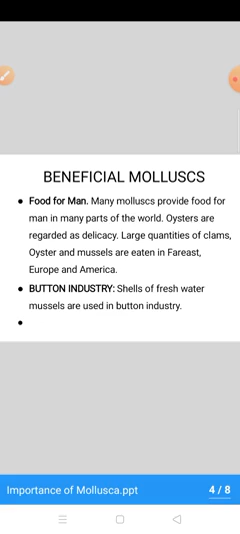 BENEFICIAL MOLLUSCS
● Food for Man. Many molluscs provide food for
man in many parts of the world. Oysters are
regarded as delicacy. Large quantities of clams,
Oyster and mussels are eaten in Fareast,
Europe and America.
● BUTTON INDUSTRY: Shells of fresh water
mussels are used in button industry.
●
Importance of Mollusca.ppt 4 / 8